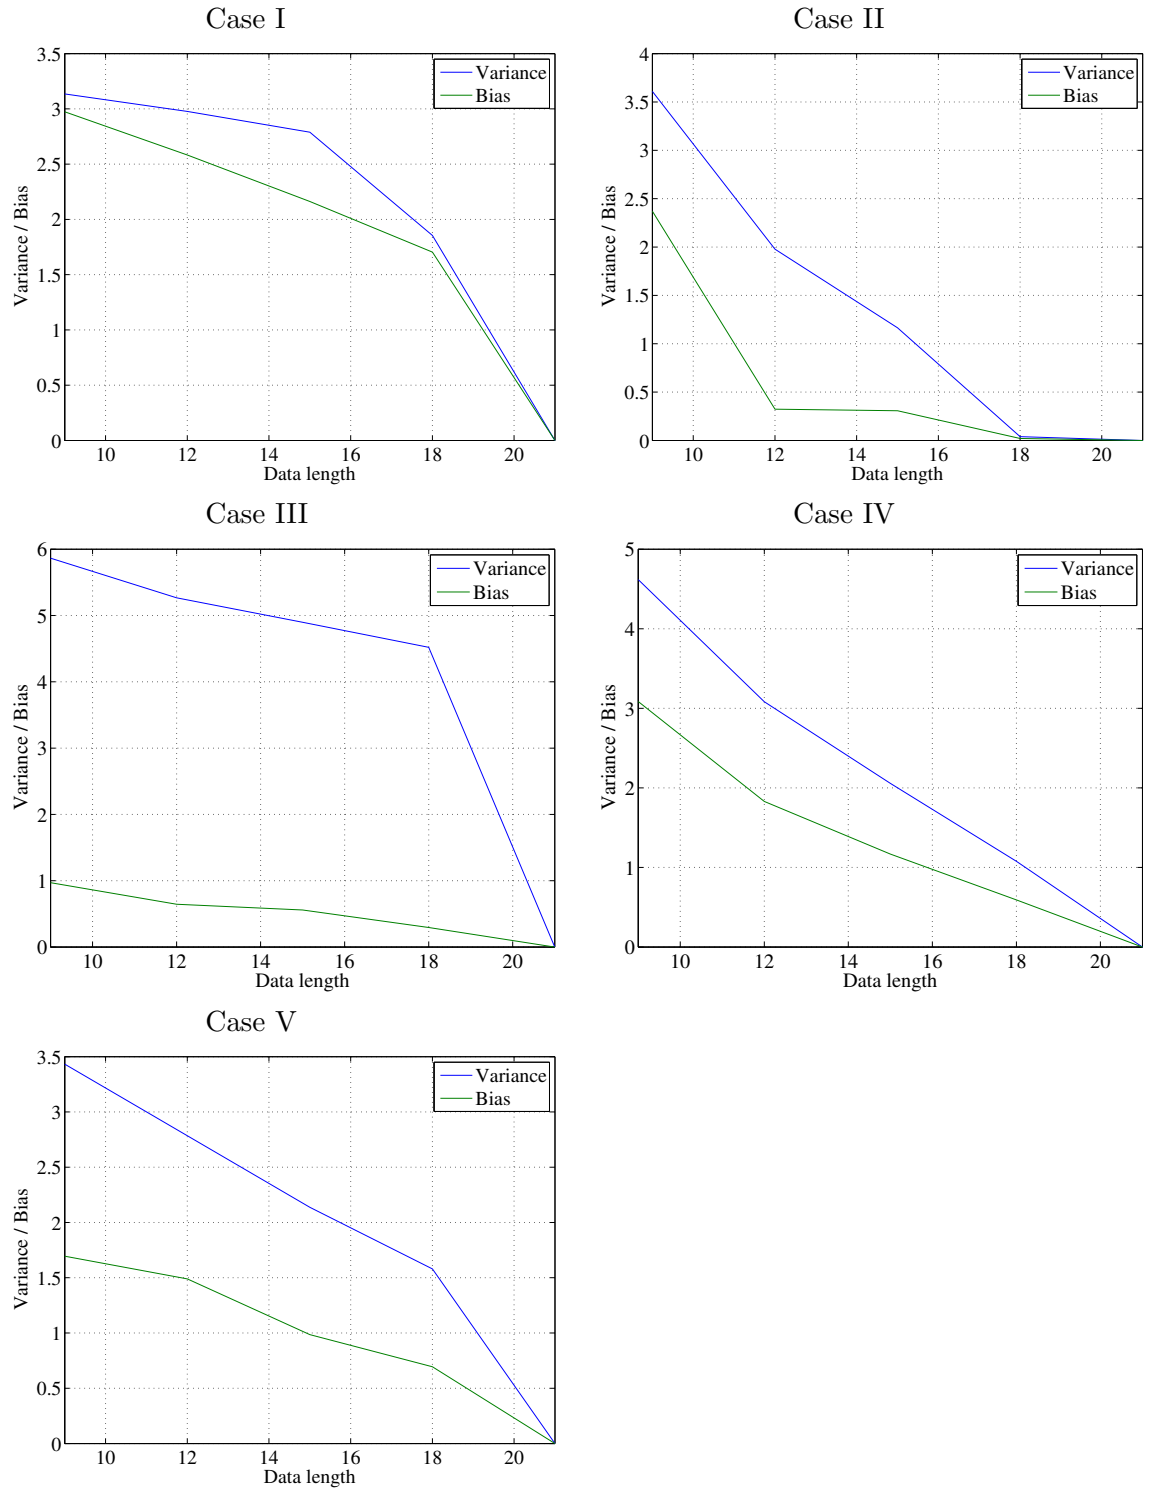 Case I
3.5
3
2.5
2
1.5
1
0.5
0
Variance / Bias
Variance
Bias
10 12 14 16 18 20
Data length
Case II
4
3.5
3
2.5
2
1.5
1
0.5
0
Variance / Bias
Variance
Bias
10 12 14 16 18 20
Data length
Case III
6
5
4
3
2
1
0
Variance / Bias
Variance
Bias
10 12 14 16 18 20
Data length
Case IV
5
4
3
2
1
0
Variance / Bias
Variance
Bias
10 12 14 16 18 20
Data length
Case V
3.5
3
2.5
2
1.5
1
0.5
0
Variance / Bias
Variance
Bias
10 12 14 16 18 20
Data length